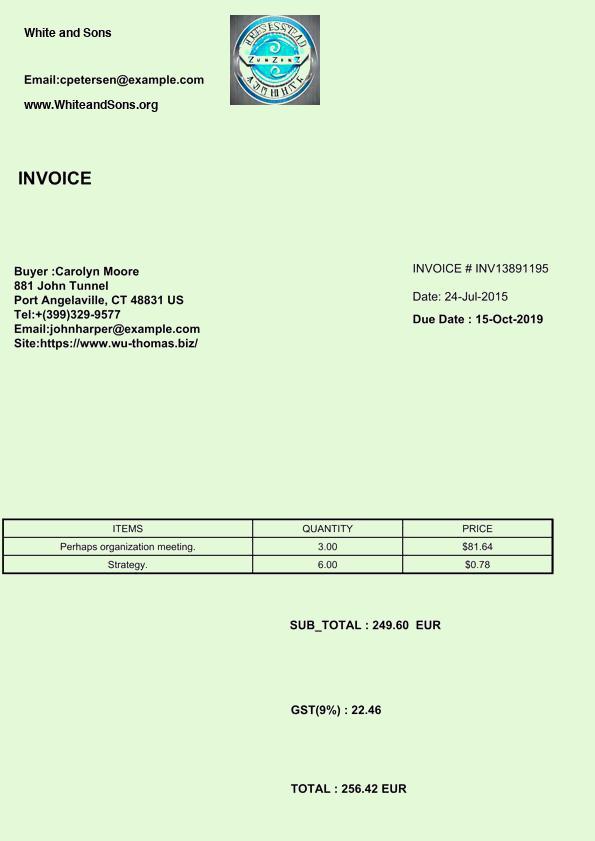 White and Sons
Email:cpetersen@example.com
www.WhiteandSons.org
INVOICE
Buyer :Carolyn Moore
881 John Tunnel
Port Angelaville, CT 48831 US
Tel:+(399)329-9577
Email:johnharper@example.com
Site:https://www.wu-thomas.biz/
INVOICE # INV13891195
Date: 24-Jul-2015
Due Date : 15-Oct-2019
ITEMS QUANTITY PRICE
Perhaps organization meeting. 3.00 $81.64
Strategy. 6.00 $0.78
SUB_TOTAL : 249.60 EUR
GST(9%) : 22.46
TOTAL : 256.42 EUR